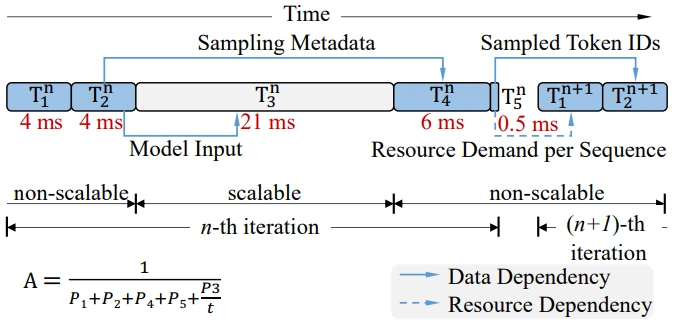 Time
Sampling Metadata
Sampled Token IDs
T₁ⁿ T₂ⁿ T₃ⁿ T₄ⁿ T₅ⁿ T₁ⁿ⁺¹ T₂ⁿ⁺¹
4 ms 4 ms 21 ms 6 ms 0.5 ms
Model Input
Resource Demand per Sequence
non-scalable scalable non-scalable
n-th iteration
(n+1)-th
iteration
A = 1 / (P₁+P₂+P₄+P₅+P3/t)
Data Dependency
Resource Dependency